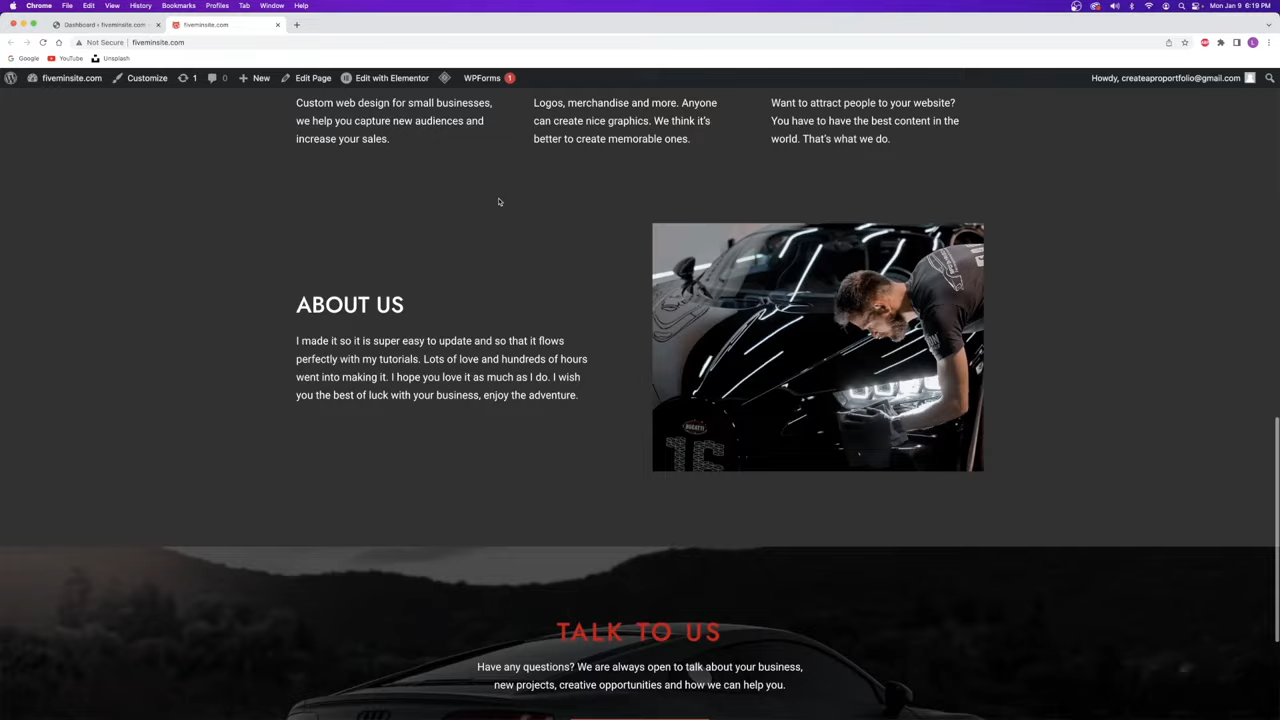 Chrome File Edit View History Bookmarks Profiles Tab Window Help Mon Jan 9 6:19 PM
Dashboard ‹ fiveminsite.com — fiveminsite.com
Not Secure | fiveminsite.com
Google YouTube Unsplash
fiveminsite.com Customize 1 0 New Edit Page Edit with Elementor WPForms 1 Howdy, createaproportfolio@gmail.com
Custom web design for small businesses,
we help you capture new audiences and
increase your sales.
Logos, merchandise and more. Anyone
can create nice graphics. We think it's
better to create memorable ones.
Want to attract people to your website?
You have to have the best content in the
world. That's what we do.
ABOUT US
I made it so it is super easy to update and so that it flows
perfectly with my tutorials. Lots of love and hundreds of hours
went into making it. I hope you love it as much as I do. I wish
you the best of luck with your business, enjoy the adventure.
BUGATTI
TALK TO US
Have any questions? We are always open to talk about your business,
new projects, creative opportunities and how we can help you.